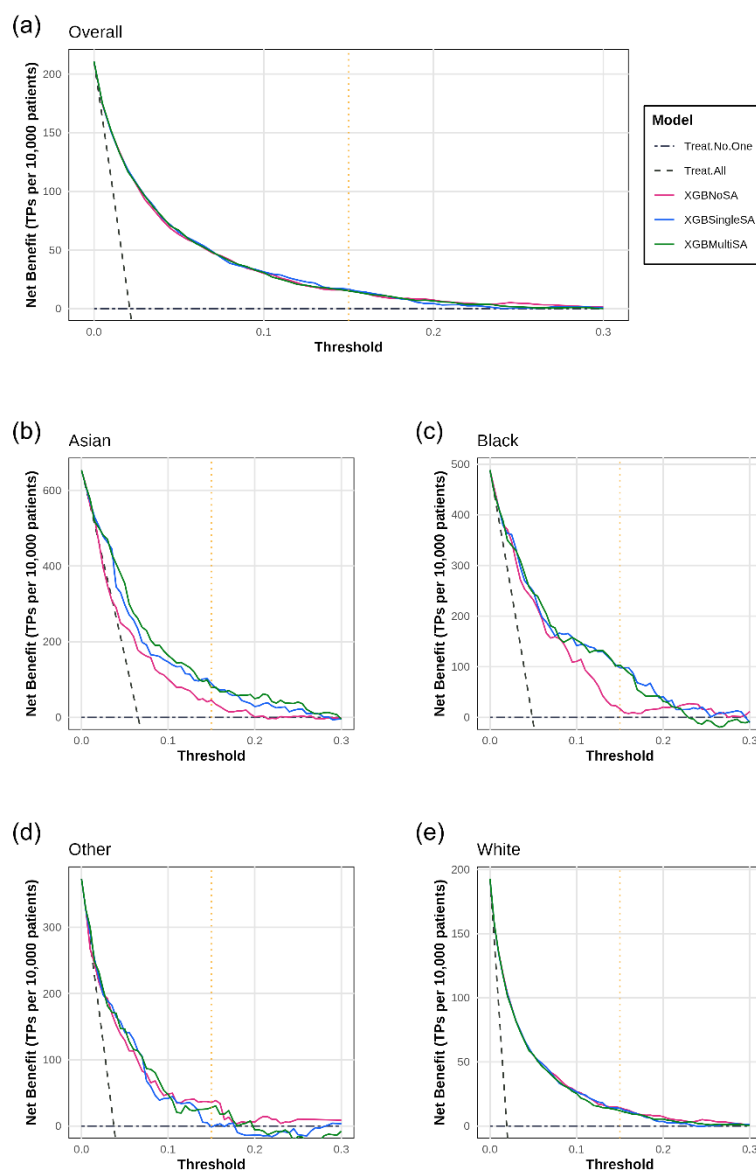 (a)
Overall
Net Benefit (TPs per 10,000 patients)
200
150
100
50
0
0.0
0.1
0.2
0.3
Threshold
Model
Treat.No.One
Treat.All
XGBNoSA
XGBSingleSA
XGBMultiSA
(b)
Asian
Net Benefit (TPs per 10,000 patients)
600
400
200
0
0.0
0.1
0.2
0.3
Threshold
(c)
Black
Net Benefit (TPs per 10,000 patients)
500
400
300
200
100
0
0.0
0.1
0.2
0.3
Threshold
(d)
Other
Net Benefit (TPs per 10,000 patients)
300
200
100
0
0.0
0.1
0.2
0.3
Threshold
(e)
White
Net Benefit (TPs per 10,000 patients)
200
150
100
50
0
0.0
0.1
0.2
0.3
Threshold